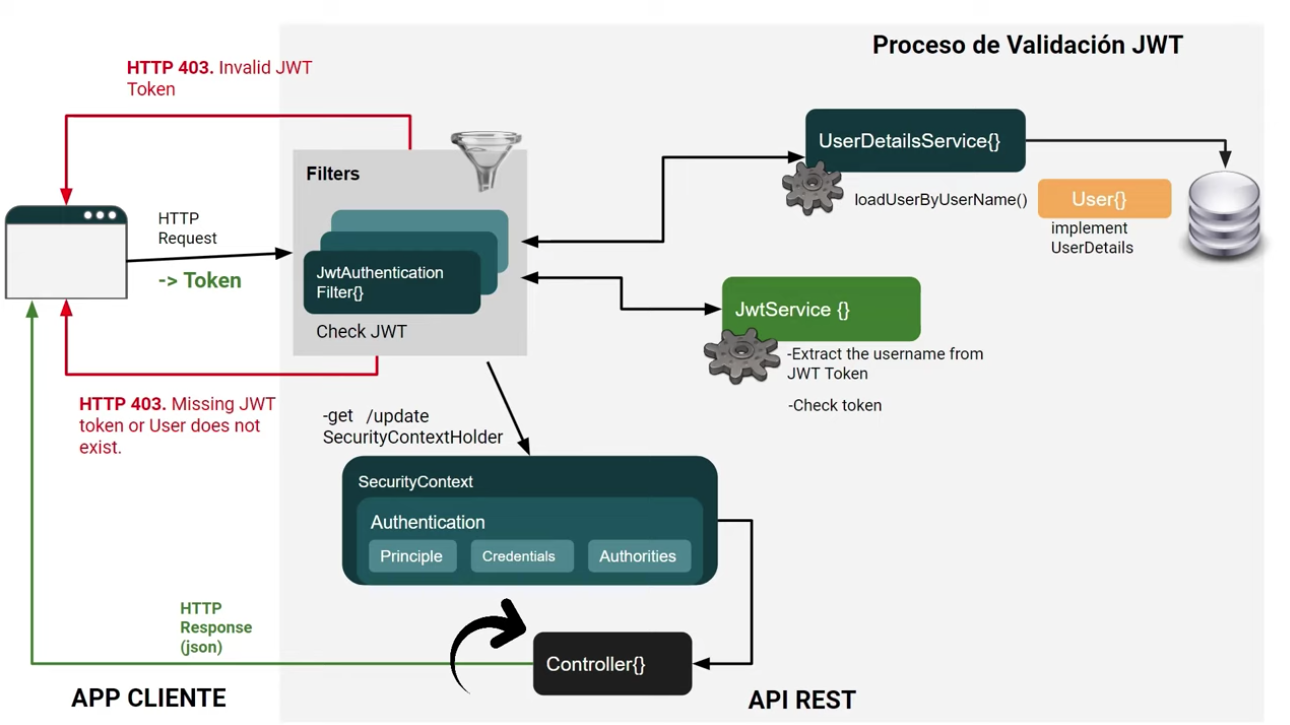 Proceso de Validación JWT
HTTP 403. Invalid JWT
Token
Filters
HTTP
Request
-> Token
JwtAuthentication
Filter{}
Check JWT
UserDetailsService{}
loadUserByUserName()
User{}
implement
UserDetails
JwtService {}
-Extract the username from
JWT Token
-Check token
HTTP 403. Missing JWT
token or User does not
exist.
-get /update
SecurityContextHolder
SecurityContext
Authentication
Principle
Credentials
Authorities
HTTP
Response
(json)
Controller{}
APP CLIENTE
API REST